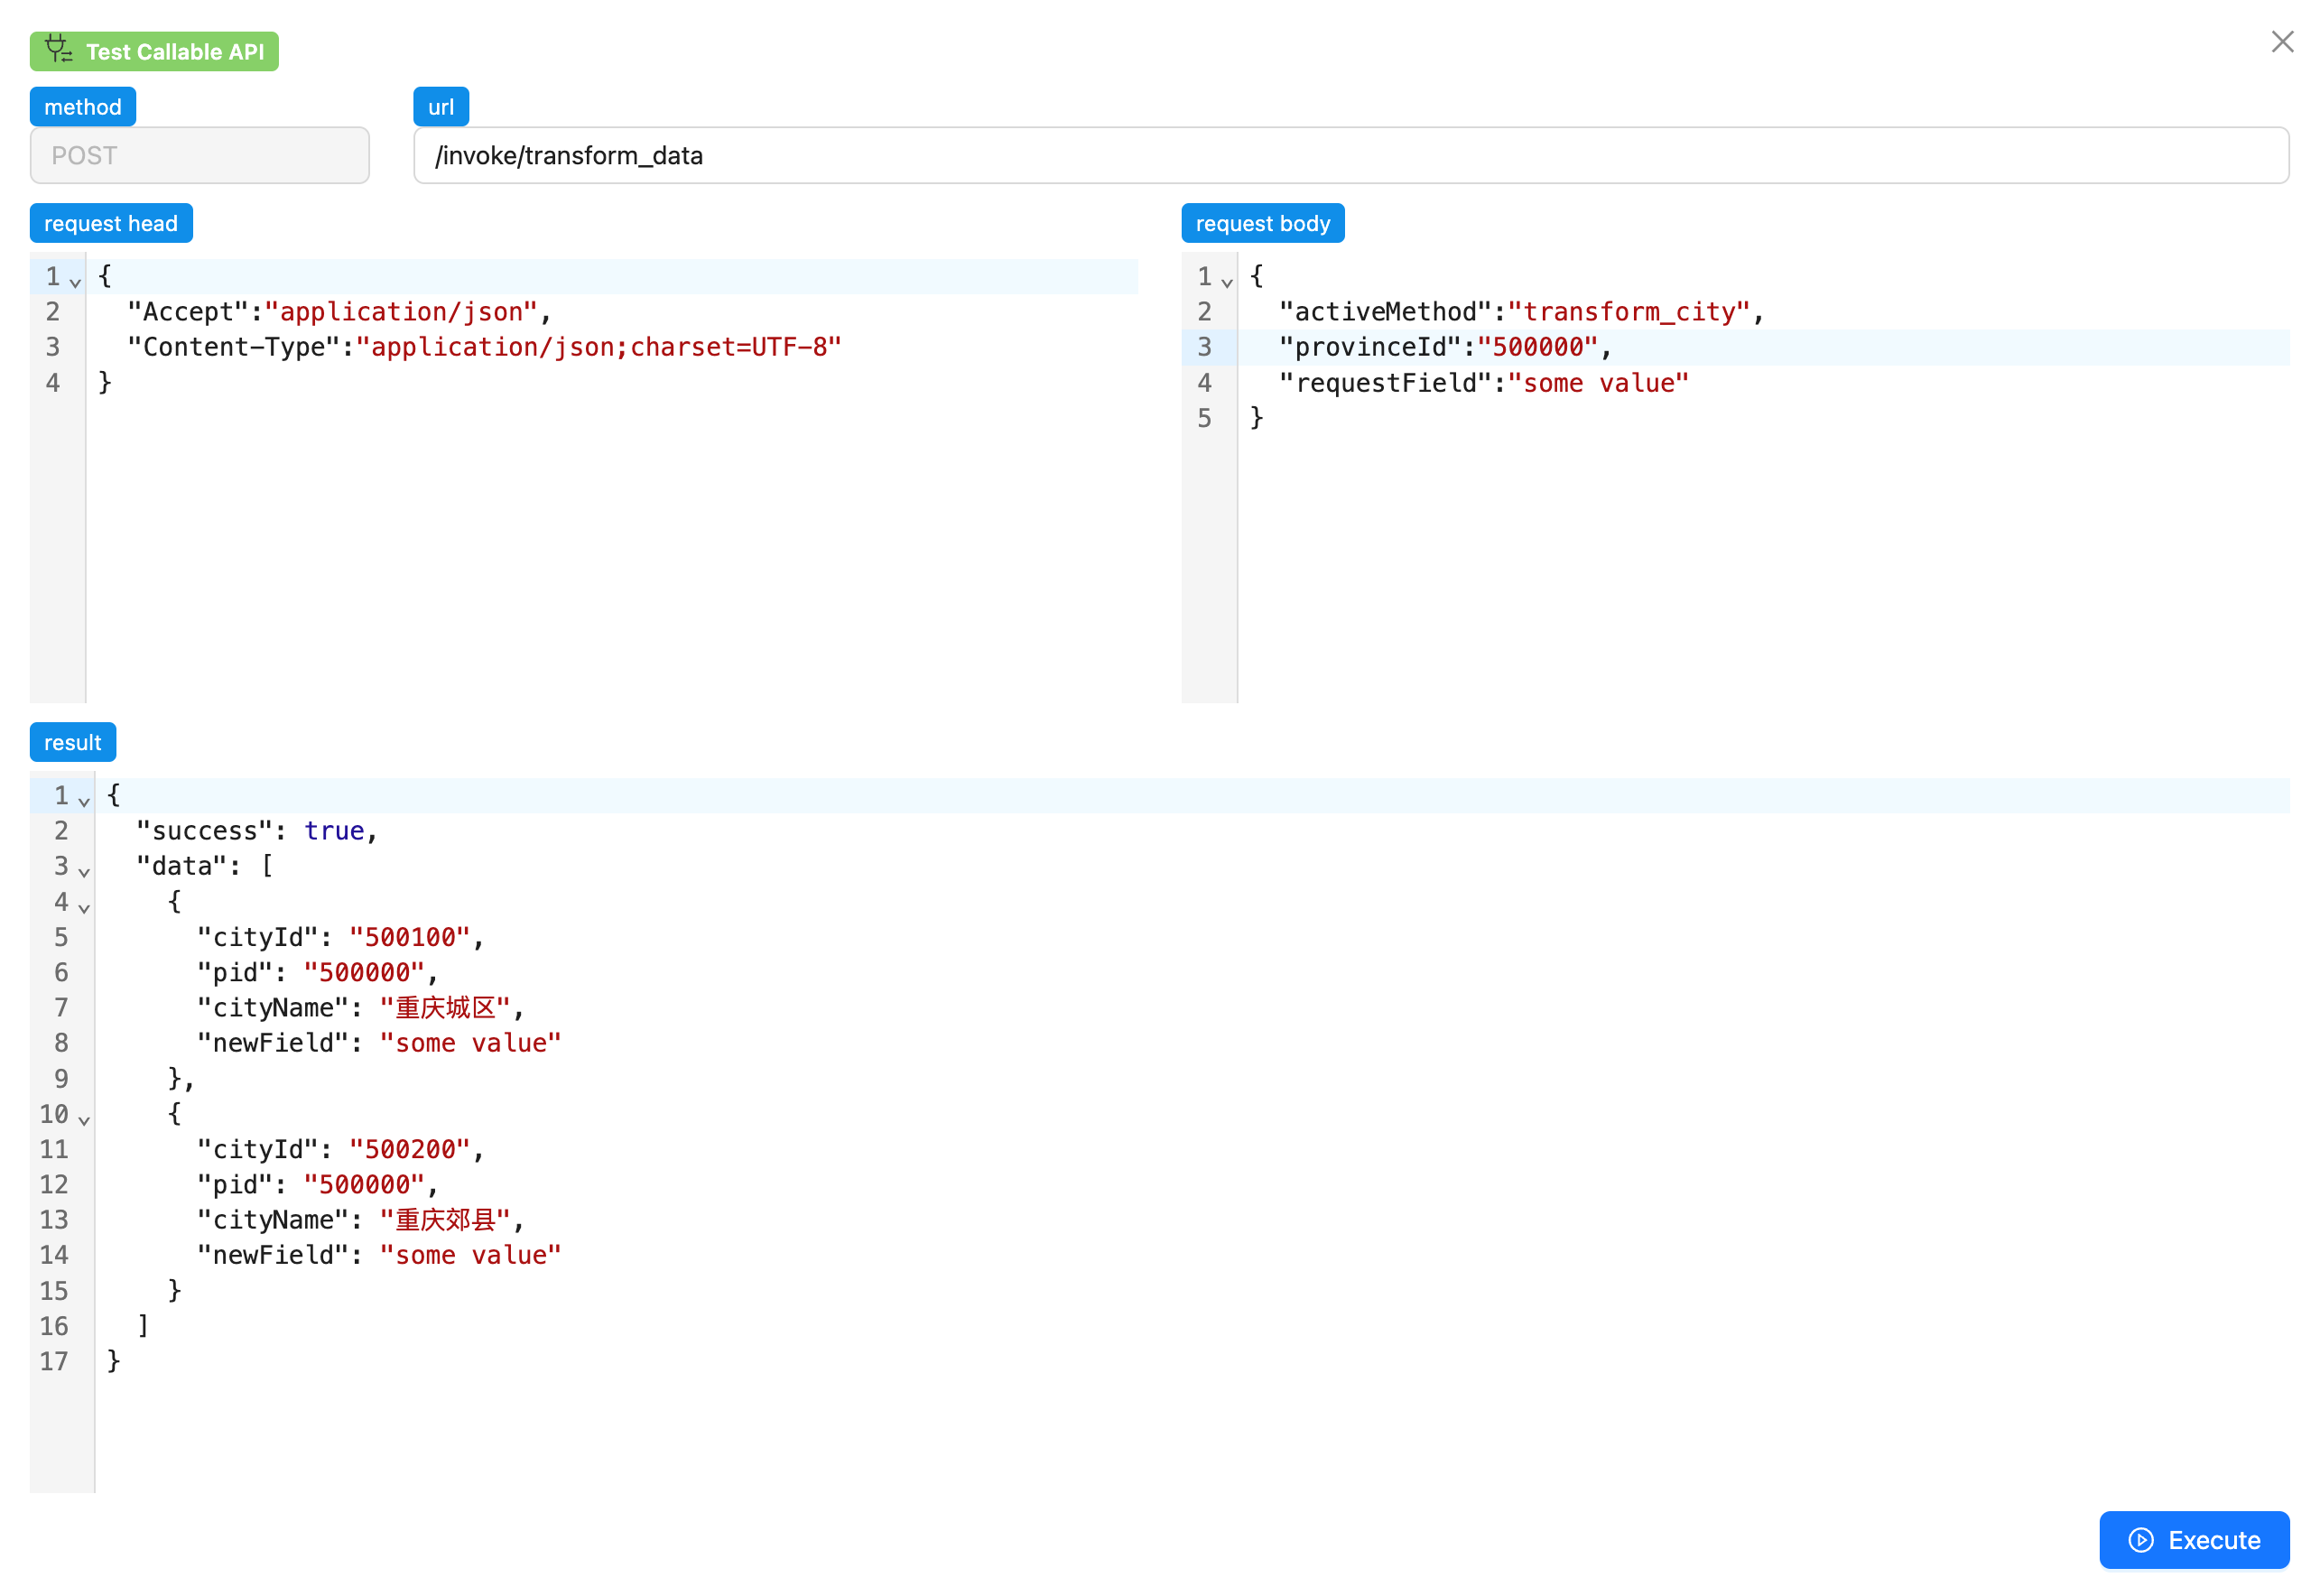 Test Callable API
method
url
POST
/invoke/transform_data
request head
request body
1 {
2   "Accept":"application/json",
3   "Content-Type":"application/json;charset=UTF-8"
4 }
1 {
2   "activeMethod":"transform_city",
3   "provinceId":"500000",
4   "requestField":"some value"
5 }
result
1 {
2   "success": true,
3   "data": [
4     {
5       "cityId": "500100",
6       "pid": "500000",
7       "cityName": "重庆城区",
8       "newField": "some value"
9     },
10     {
11       "cityId": "500200",
12       "pid": "500000",
13       "cityName": "重庆郊县",
14       "newField": "some value"
15     }
16   ]
17 }
Execute